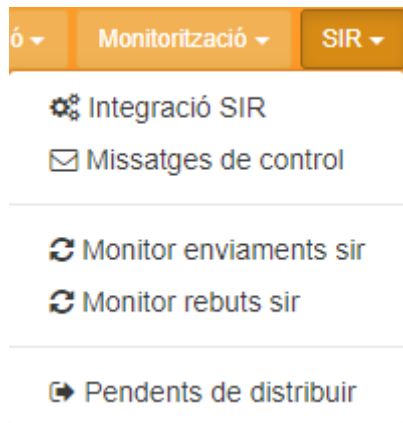 ó Monitorització SIR
Integració SIR
Missatges de control
Monitor enviaments sir
Monitor rebuts sir
Pendents de distribuir